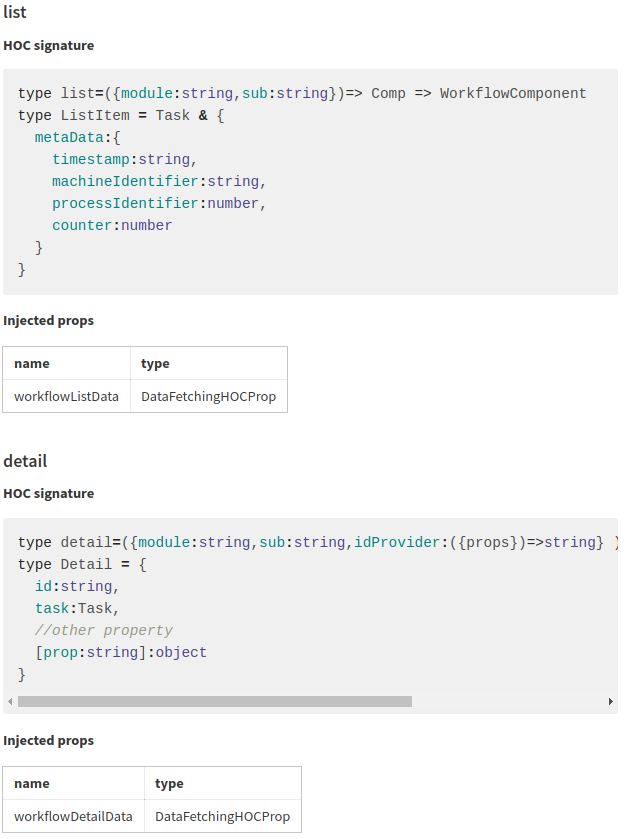 list
HOC signature
type list=({module:string,sub:string})=> Comp => WorkflowComponent
type ListItem = Task & {
  metaData:{
    timestamp:string,
    machineIdentifier:string,
    processIdentifier:number,
    counter:number
  }
}
Injected props
name type
workflowListData DataFetchingHOCProp
detail
HOC signature
type detail=({module:string,sub:string,idProvider:({props})=>string} )
type Detail = {
  id:string,
  task:Task,
  //other property
  [prop:string]:object
}
Injected props
name type
workflowDetailData DataFetchingHOCProp